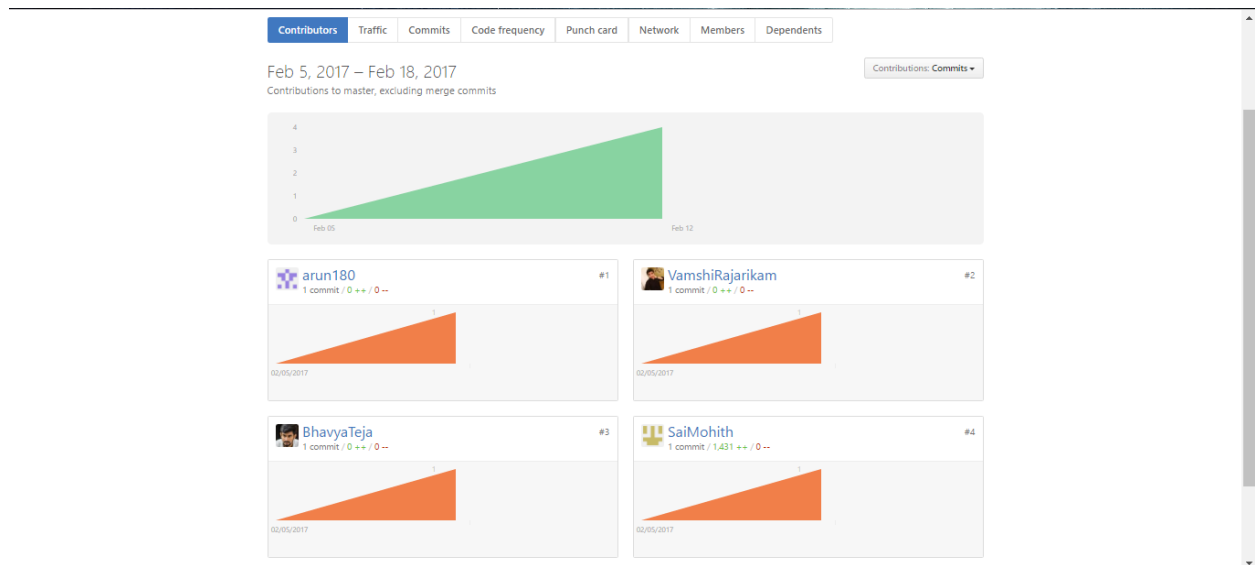 Contributors Traffic Commits Code frequency Punch card Network Members Dependents
Feb 5, 2017 – Feb 18, 2017
Contributions: Commits
Contributions to master, excluding merge commits
4
3
2
1
0
Feb 05 Feb 12
arun180 #1
1 commit / 0 ++ / 0 --
1
02/05/2017
VamshiRajarikam #2
1 commit / 0 ++ / 0 --
1
02/05/2017
BhavyaTeja #3
1 commit / 0 ++ / 0 --
1
02/05/2017
SaiMohith #4
1 commit / 1,431 ++ / 0 --
1
02/05/2017